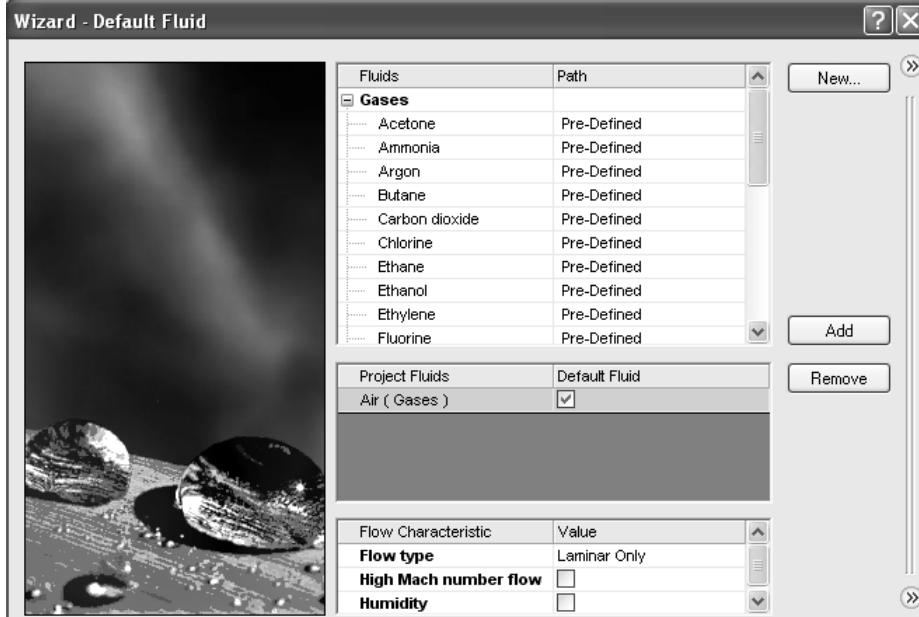 Wizard - Default Fluid
Fluids Path
Gases
Acetone Pre-Defined
Ammonia Pre-Defined
Argon Pre-Defined
Butane Pre-Defined
Carbon dioxide Pre-Defined
Chlorine Pre-Defined
Ethane Pre-Defined
Ethanol Pre-Defined
Ethylene Pre-Defined
Fluorine Pre-Defined
New...
Add
Remove
Project Fluids Default Fluid
Air ( Gases )
Flow Characteristic Value
Flow type Laminar Only
High Mach number flow
Humidity